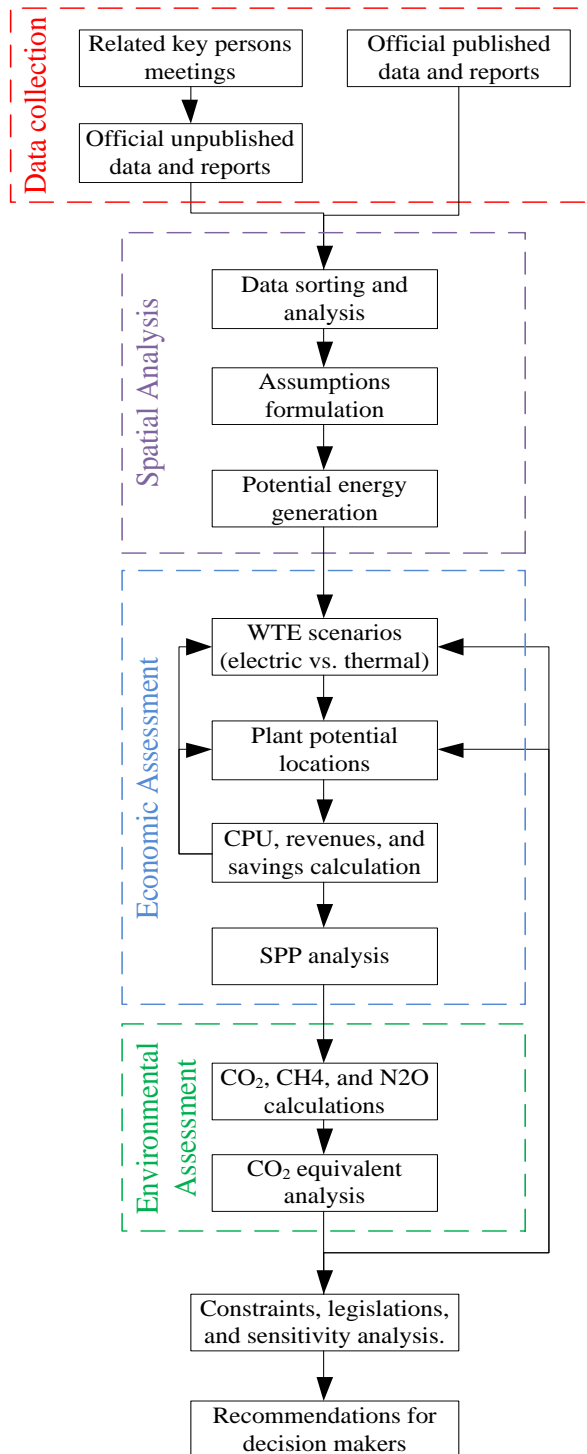 Data collection
Related key persons
meetings
Official published
data and reports
Official unpublished
data and reports
Spatial Analysis
Data sorting and
analysis
Assumptions
formulation
Potential energy
generation
Economic Assessment
WTE scenarios
(electric vs. thermal)
Plant potential
locations
CPU, revenues, and
savings calculation
SPP analysis
Environmental
Assessment
CO₂, CH4, and N2O
calculations
CO₂ equivalent
analysis
Constraints, legislations,
and sensitivity analysis.
Recommendations for
decision makers